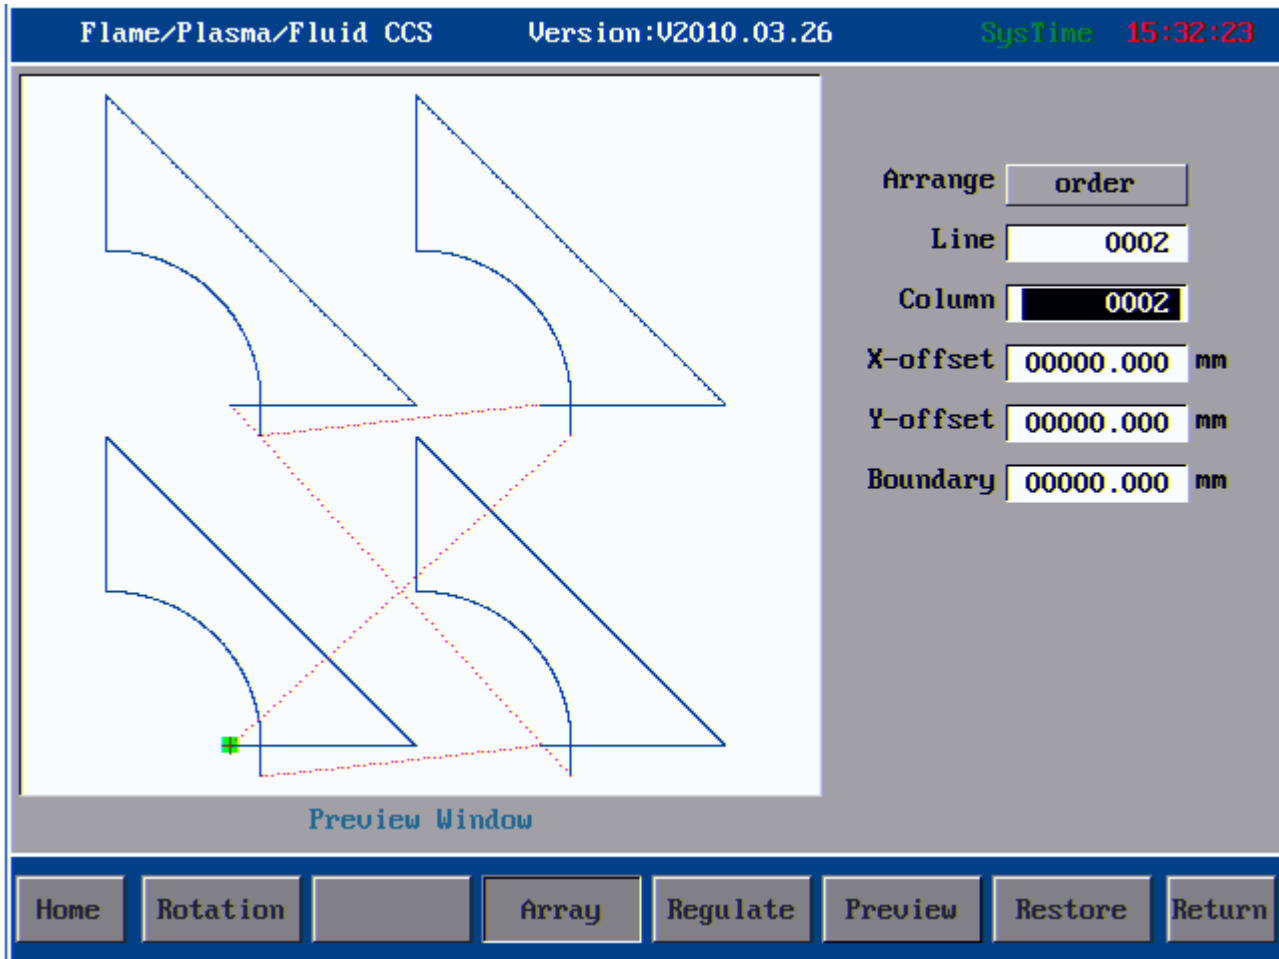 Flame/Plasma/Fluid CCS Version:V2010.03.26 SysTime 15:32:23
Arrange order
Line 0002
Column 0002
X-offset 00000.000 mm
Y-offset 00000.000 mm
Boundary 00000.000 mm
Preview Window
Home Rotation Array Regulate Preview Restore Return